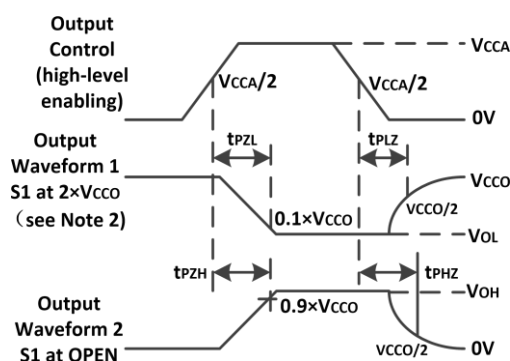 Output
Control
(high-level
enabling)
VCCA
VCCA/2
VCCA/2
0V
tPZL
tPLZ
Output
Waveform 1
S1 at 2×VCCO
（see Note 2)
VCCO
VCCO/2
0.1×VCCO
VOL
tPZH
tPHZ
VOH
Output
Waveform 2
S1 at OPEN
0.9×VCCO
VCCO/2
0V